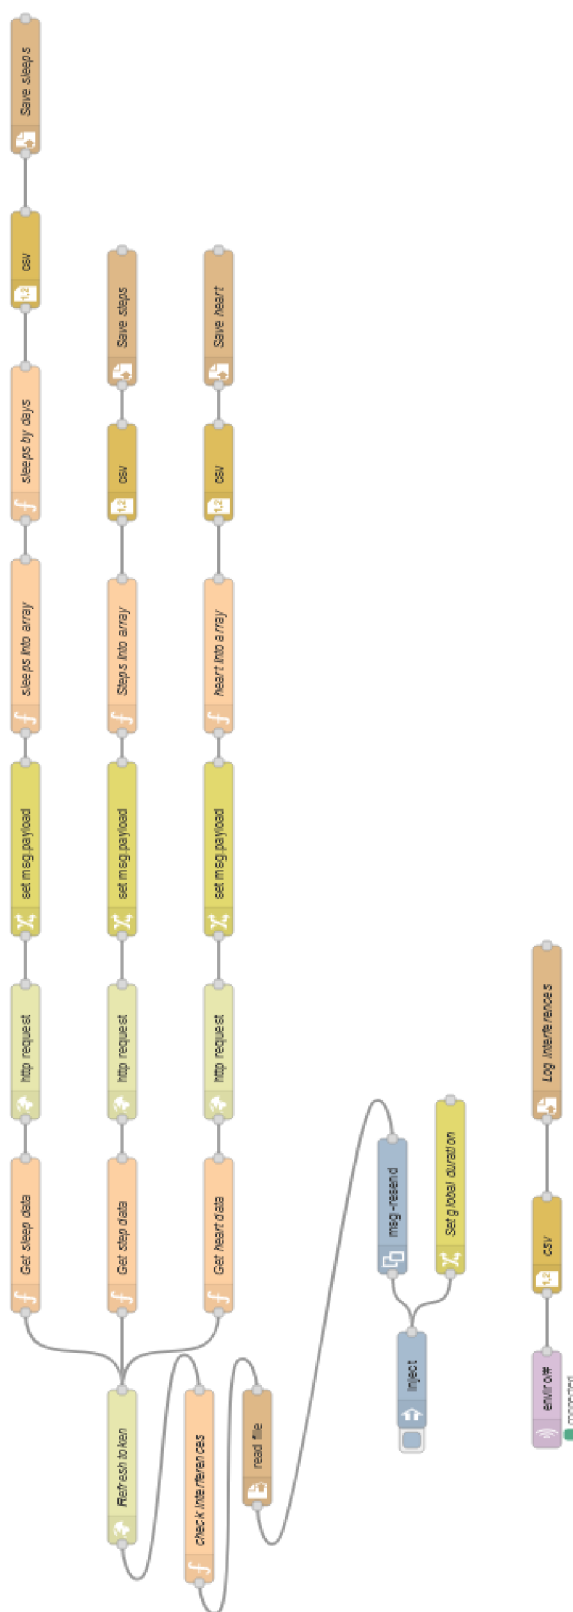 Get sleep data
http request
set msg.payload
sleeps into array
sleeps by days
csv
Save sleeps
Refresh token
Get step data
http request
set msg.payload
Steps into array
csv
Save steps
check interferences
Get heart data
http request
set msg.payload
heart into array
csv
Save heart
read file
inject
msg-resend
Set global duration
enviro/#
csv
Log interferences